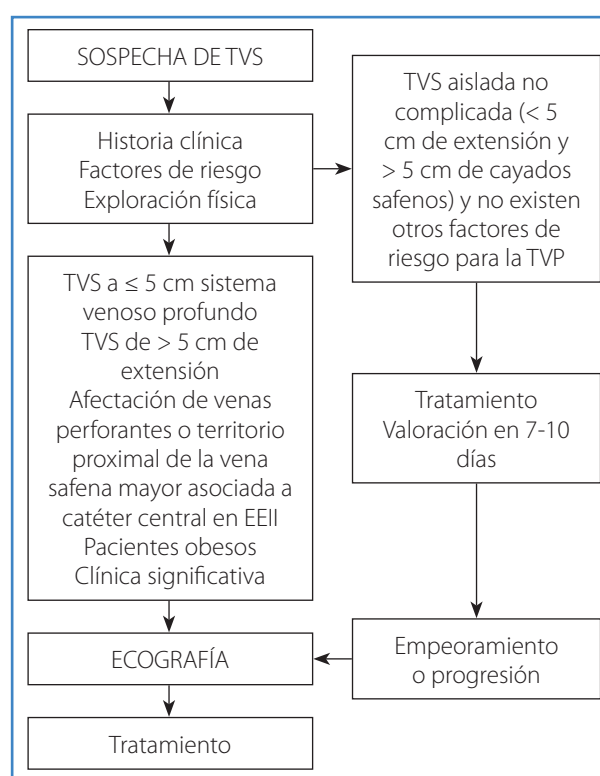 SOSPECHA DE TVS
Historia clínica
Factores de riesgo
Exploración física
TVS aislada no
complicada (< 5
cm de extensión y
> 5 cm de cayados
safenos) y no existen
otros factores de
riesgo para la TVP
TVS a ≤ 5 cm sistema
venoso profundo
TVS de > 5 cm de
extensión
Afectación de venas
perforantes o territorio
proximal de la vena
safena mayor asociada a
catéter central en EEII
Pacientes obesos
Clínica significativa
Tratamiento
Valoración en 7-10
días
Empeoramiento
o progresión
ECOGRAFÍA
Tratamiento